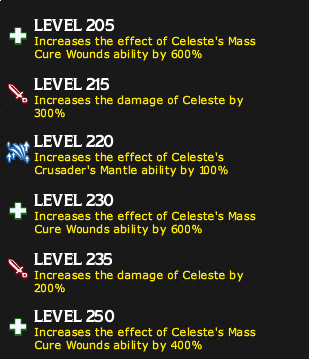 LEVEL 205
Increases the effect of Celeste's Mass
Cure Wounds ability by 600%
LEVEL 215
Increases the damage of Celeste by
300%
LEVEL 220
Increases the effect of Celeste's
Crusader's Mantle ability by 100%
LEVEL 230
Increases the effect of Celeste's Mass
Cure Wounds ability by 600%
LEVEL 235
Increases the damage of Celeste by
200%
LEVEL 250
Increases the effect of Celeste's Mass
Cure Wounds ability by 400%